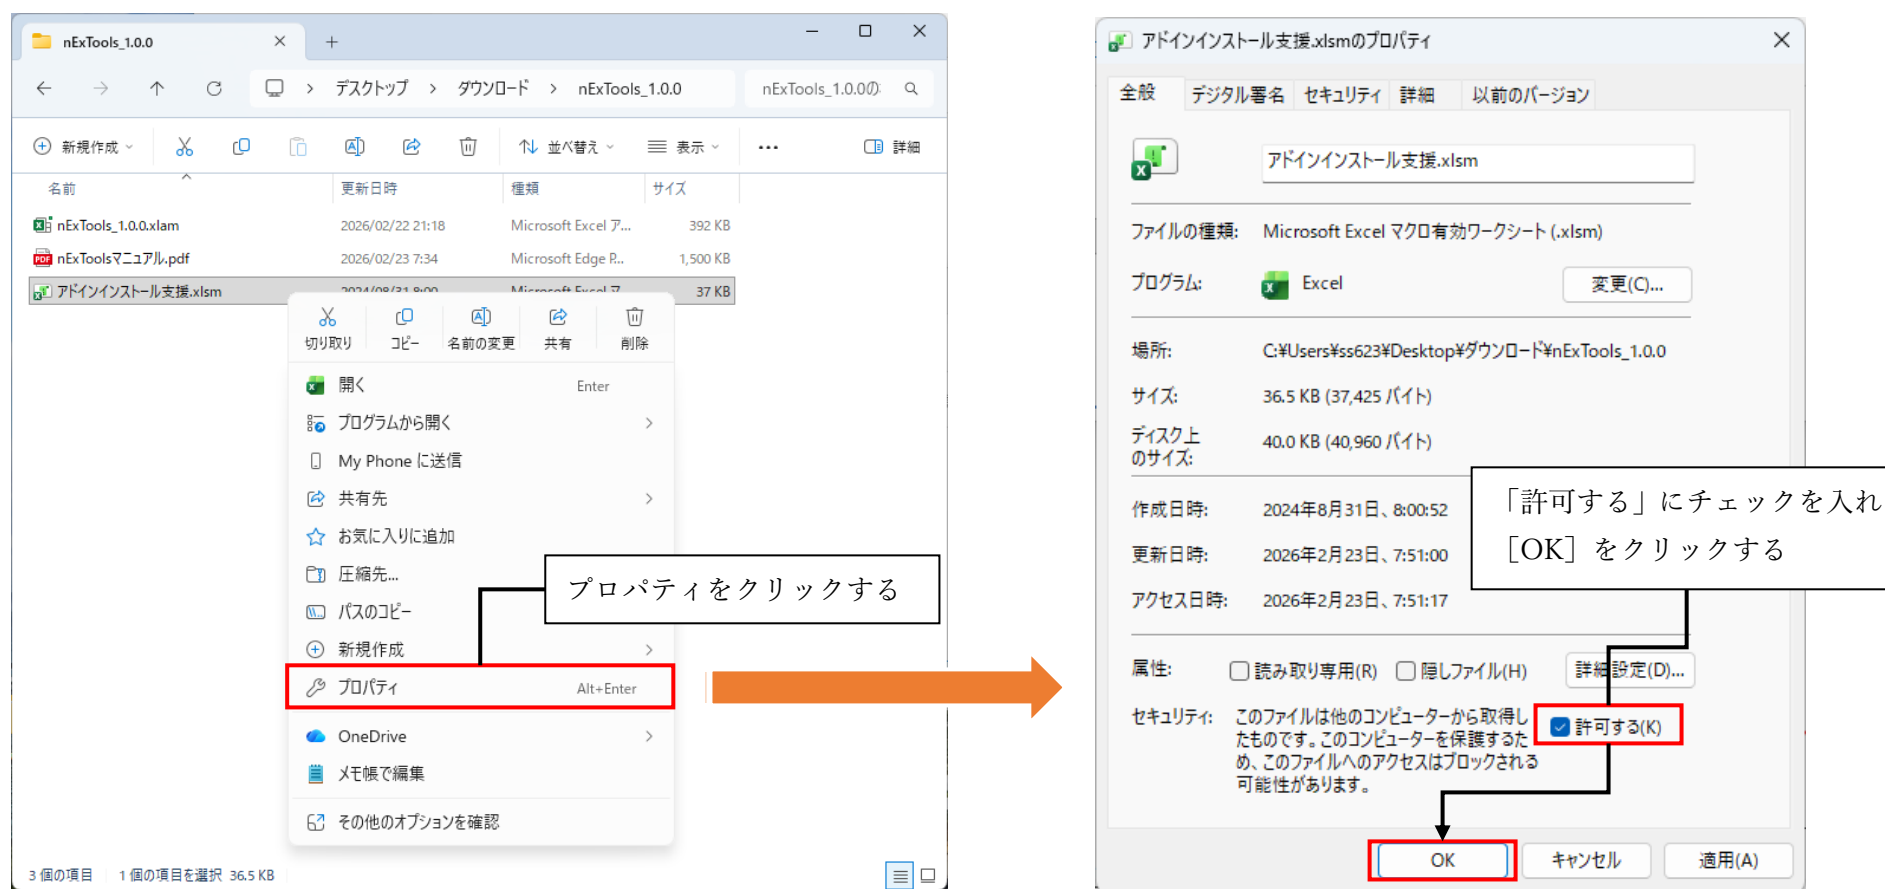 nExTools_1.0.0
デスクトップ > ダウンロード > nExTools_1.0.0
nExTools_1.0.0の
新規作成
並べ替え
表示
詳細
名前 更新日時 種類 サイズ
nExTools_1.0.0.xlam 2026/02/22 21:18 Microsoft Excel ア... 392 KB
nExToolsマニュアル.pdf 2026/02/23 7:34 Microsoft Edge P... 1,500 KB
アドインインストール支援.xlsm 2024/08/31 8:00 Microsoft Excel マ 37 KB
切り取り コピー 名前の変更 共有 削除
開く Enter
プログラムから開く
My Phone に送信
共有先
お気に入りに追加
圧縮先...
パスのコピー
新規作成
プロパティ Alt+Enter
OneDrive
メモ帳で編集
その他のオプションを確認
3 個の項目 1 個の項目を選択 36.5 KB
プロパティをクリックする
アドインインストール支援.xlsmのプロパティ
全般 デジタル署名 セキュリティ 詳細 以前のバージョン
アドインインストール支援.xlsm
ファイルの種類: Microsoft Excel マクロ有効ワークシート (.xlsm)
プログラム: Excel 変更(C)...
場所: C:¥Users¥ss623¥Desktop¥ダウンロード¥nExTools_1.0.0
サイズ: 36.5 KB (37,425 バイト)
ディスク上
のサイズ: 40.0 KB (40,960 バイト)
作成日時: 2024年8月31日、8:00:52
更新日時: 2026年2月23日、7:51:00
アクセス日時: 2026年2月23日、7:51:17
「許可する」にチェックを入れ
［OK］をクリックする
属性: 読み取り専用(R) 隠しファイル(H) 詳細設定(D)...
セキュリティ: このファイルは他のコンピューターから取得し
たものです。このコンピューターを保護するた
め、このファイルへのアクセスはブロックされる
可能性があります。
許可する(K)
OK キャンセル 適用(A)